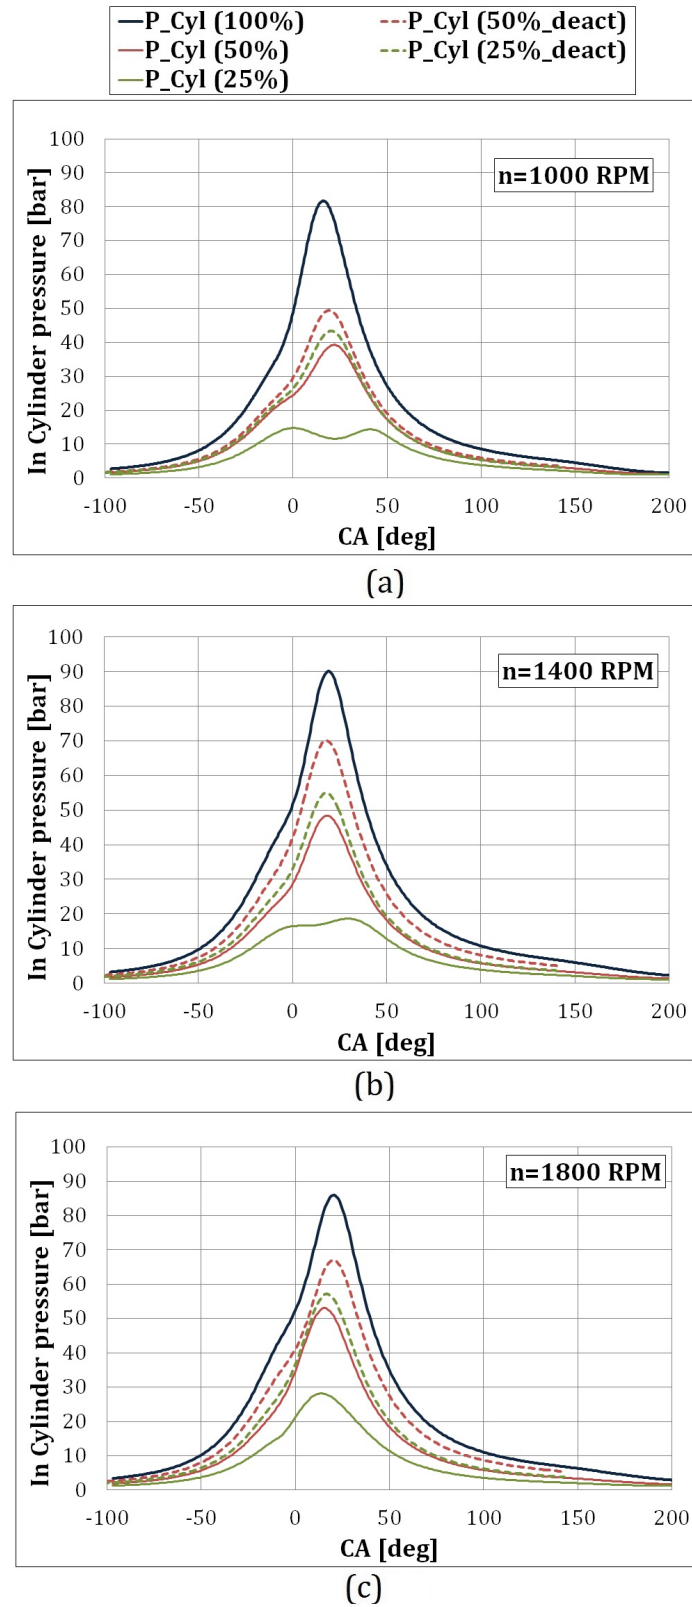 P_Cyl (100%) P_Cyl (50%_deact)
P_Cyl (50%) P_Cyl (25%_deact)
P_Cyl (25%)
In Cylinder pressure [bar]
n=1000 RPM
100
90
80
70
60
50
40
30
20
10
0
-100 -50 0 50 100 150 200
CA [deg]
(a)
In Cylinder pressure [bar]
n=1400 RPM
100
90
80
70
60
50
40
30
20
10
0
-100 -50 0 50 100 150 200
CA [deg]
(b)
In Cylinder pressure [bar]
n=1800 RPM
100
90
80
70
60
50
40
30
20
10
0
-100 -50 0 50 100 150 200
CA [deg]
(c)